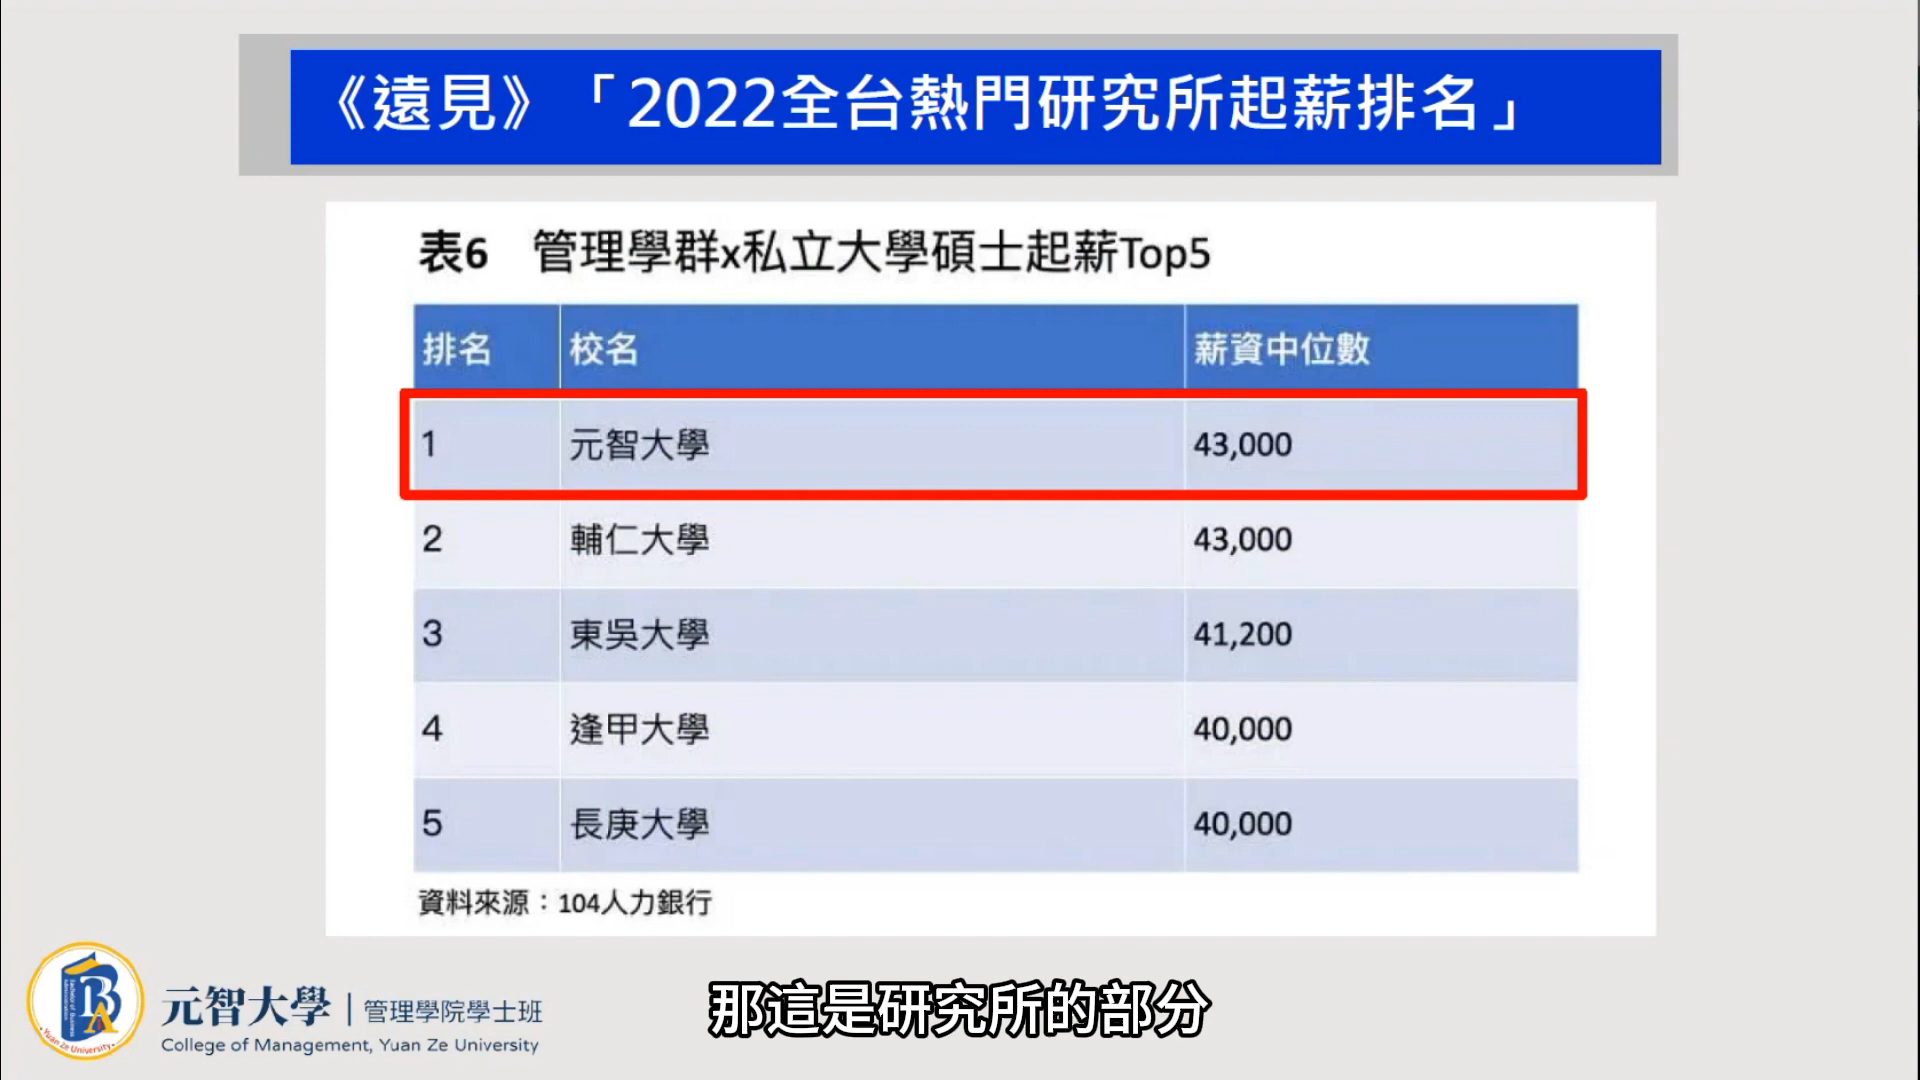 《遠見》「2022全台熱門研究所起薪排名」
表6 管理學群x私立大學碩士起薪Top5
排名 校名 薪資中位數
1 元智大學 43,000
2 輔仁大學 43,000
3 東吳大學 41,200
4 逢甲大學 40,000
5 長庚大學 40,000
資料來源：104人力銀行
那這是研究所的部分
元智大學｜管理學院學士班
College of Management, Yuan Ze University
BA
Yuan Ze University